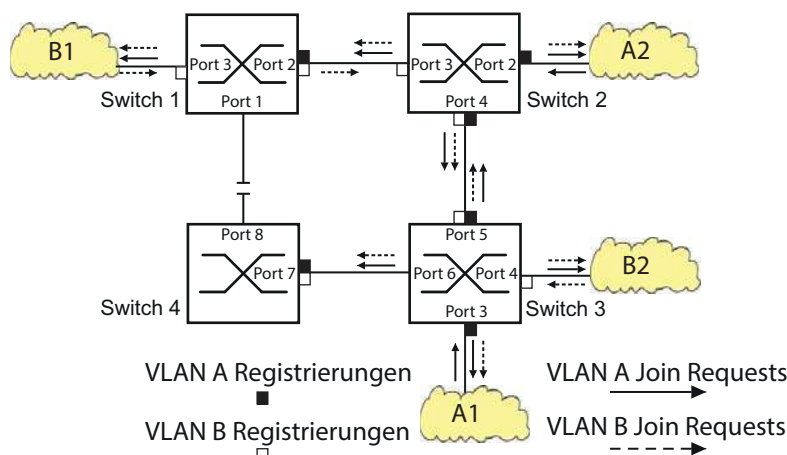 B1
Port 3
Port 2
Port 1
Switch 1
Port 3
Port 2
Port 4
Switch 2
A2
Port 8
Port 7
Switch 4
Port 5
Port 6
Port 4
Port 3
Switch 3
B2
A1
VLAN A Registrierungen
VLAN B Registrierungen
VLAN A Join Requests
VLAN B Join Requests